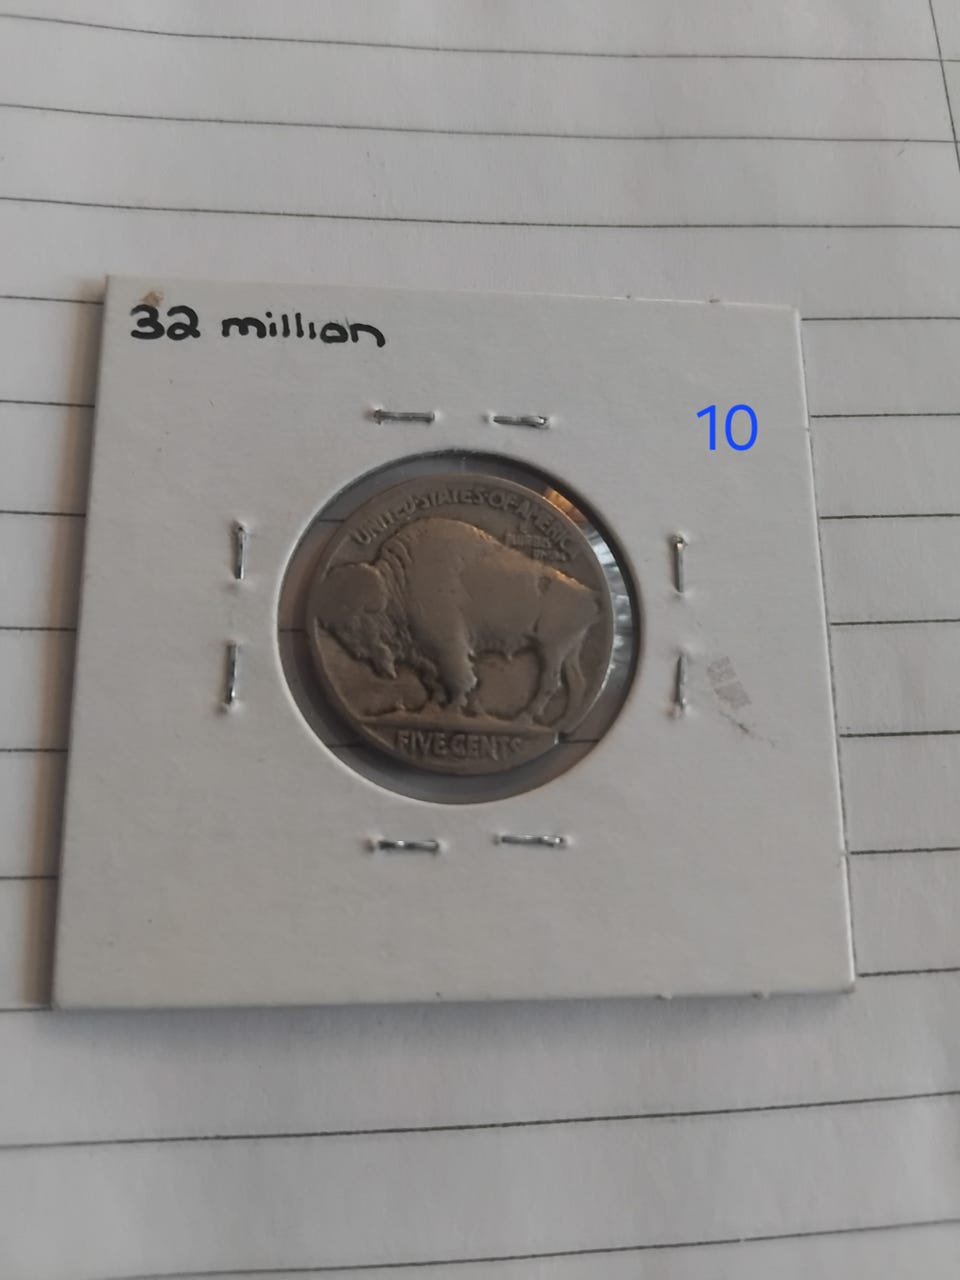 32 million
10
UNITED·STATES·OF·AMERICA
PLURIBUS
UNUM
FIVE CENTS